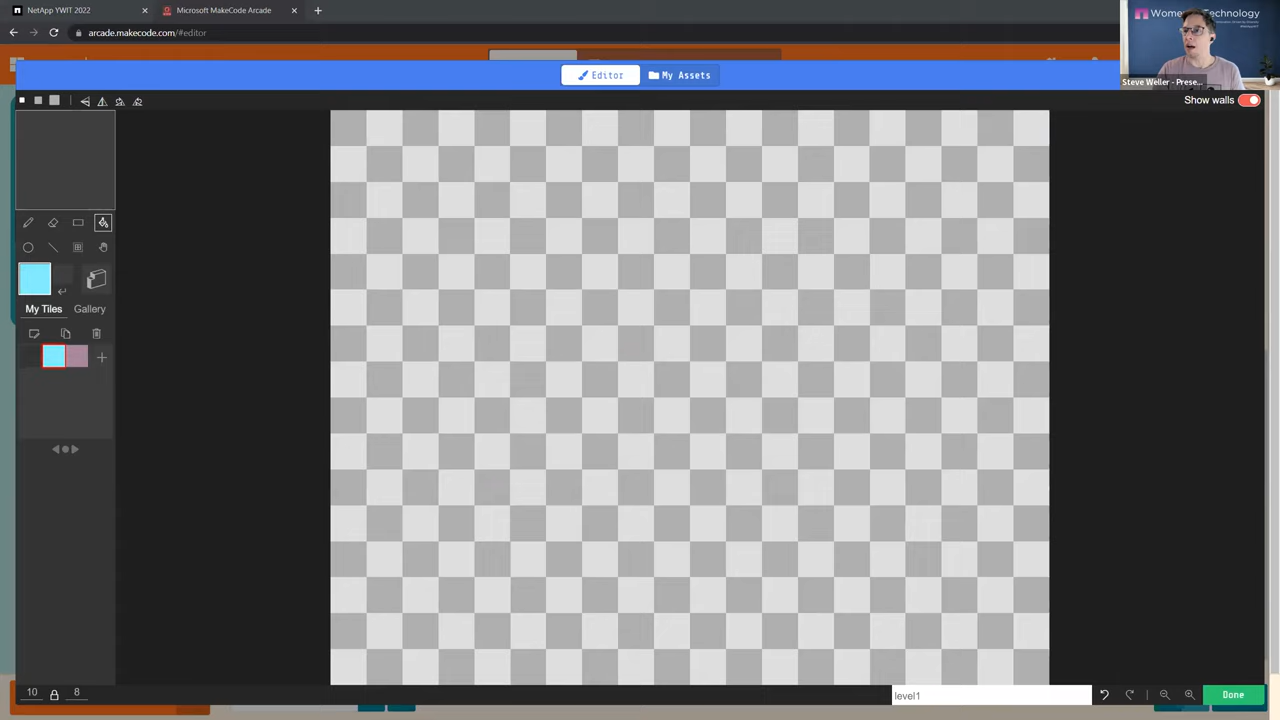 NetApp YWIT 2022
Microsoft MakeCode Arcade
arcade.makecode.com/#editor
Editor
My Assets
Technology
Steve Weller - Prese...
Show walls
My Tiles
Gallery
10
8
level1
Done